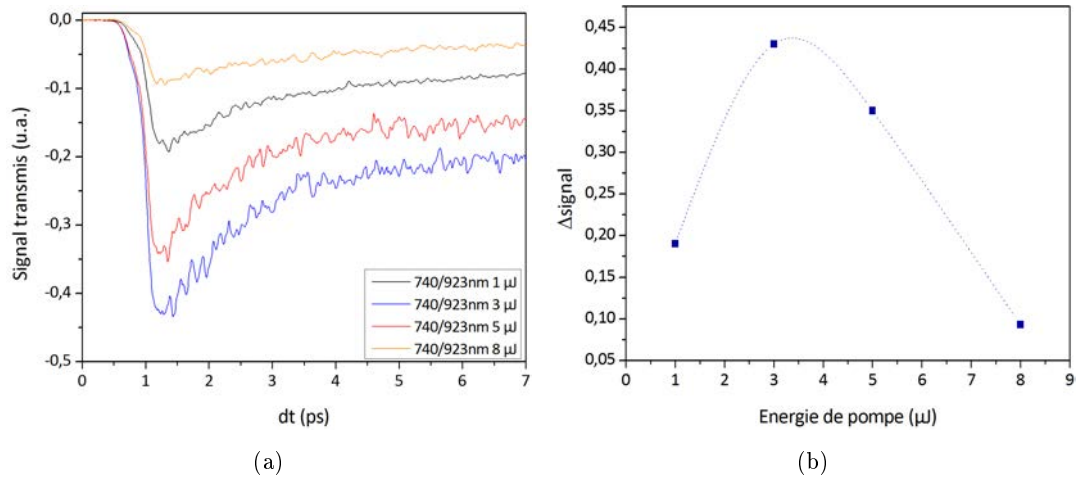 0,0
-0,1
-0,2
-0,3
-0,4
-0,5
Signal transmis (u.a.)
740/923nm 1 µJ
740/923nm 3 µJ
740/923nm 5 µJ
740/923nm 8 µJ
0 1 2 3 4 5 6 7
dt (ps)
(a)
0,45
0,40
0,35
0,30
0,25
0,20
0,15
0,10
0,05
Δsignal
0 1 2 3 4 5 6 7 8 9
Energie de pompe (µJ)
(b)